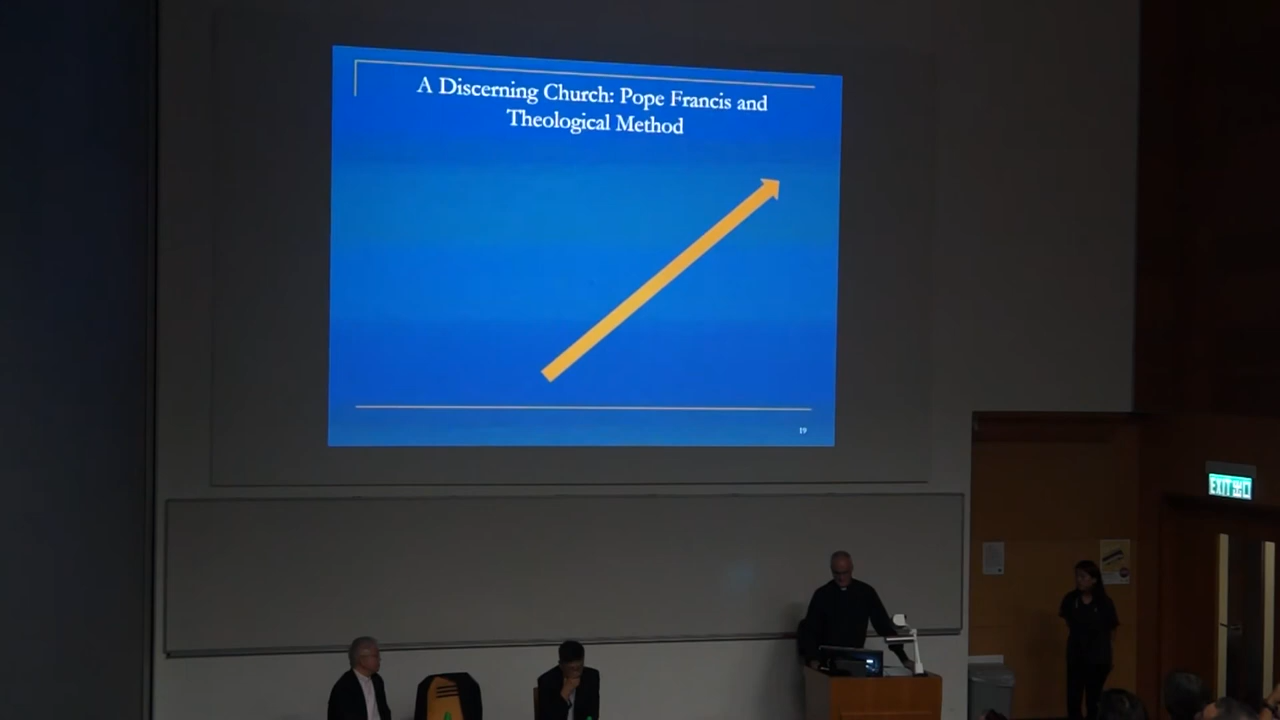 A Discerning Church: Pope Francis and
Theological Method
19
EXIT 出口